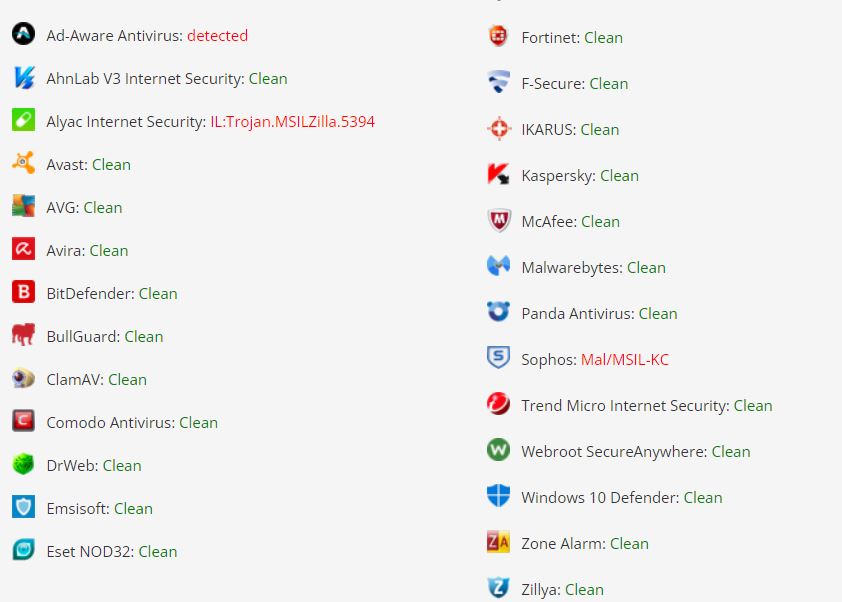 Ad-Aware Antivirus: detected
AhnLab V3 Internet Security: Clean
Alyac Internet Security: IL:Trojan.MSILZilla.5394
Avast: Clean
AVG: Clean
Avira: Clean
BitDefender: Clean
BullGuard: Clean
ClamAV: Clean
Comodo Antivirus: Clean
DrWeb: Clean
Emsisoft: Clean
Eset NOD32: Clean
Fortinet: Clean
F-Secure: Clean
IKARUS: Clean
Kaspersky: Clean
McAfee: Clean
Malwarebytes: Clean
Panda Antivirus: Clean
Sophos: Mal/MSIL-KC
Trend Micro Internet Security: Clean
Webroot SecureAnywhere: Clean
Windows 10 Defender: Clean
Zone Alarm: Clean
Zillya: Clean